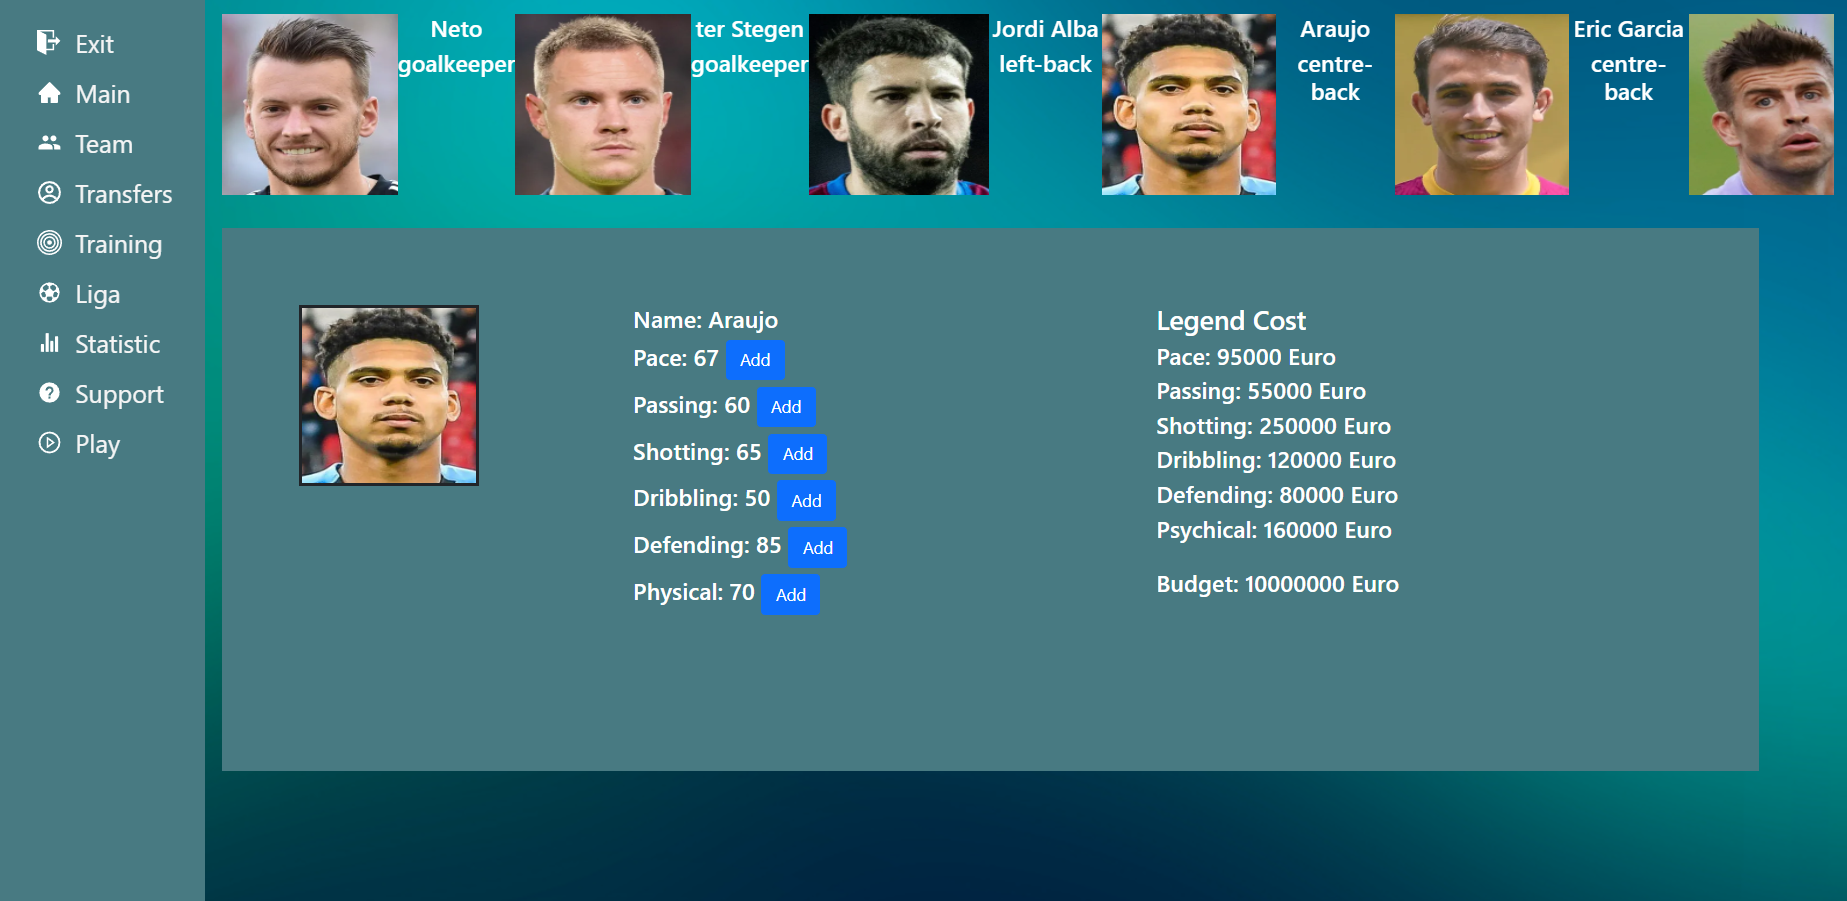 Exit
Main
Team
Transfers
Training
Liga
Statistic
Support
Play
Neto
goalkeeper
ter Stegen
goalkeeper
Jordi Alba
left-back
Araujo
centre-
back
Eric Garcia
centre-
back
Name: Araujo
Pace: 67 Add
Passing: 60 Add
Shotting: 65 Add
Dribbling: 50 Add
Defending: 85 Add
Physical: 70 Add
Legend Cost
Pace: 95000 Euro
Passing: 55000 Euro
Shotting: 250000 Euro
Dribbling: 120000 Euro
Defending: 80000 Euro
Psychical: 160000 Euro
Budget: 10000000 Euro